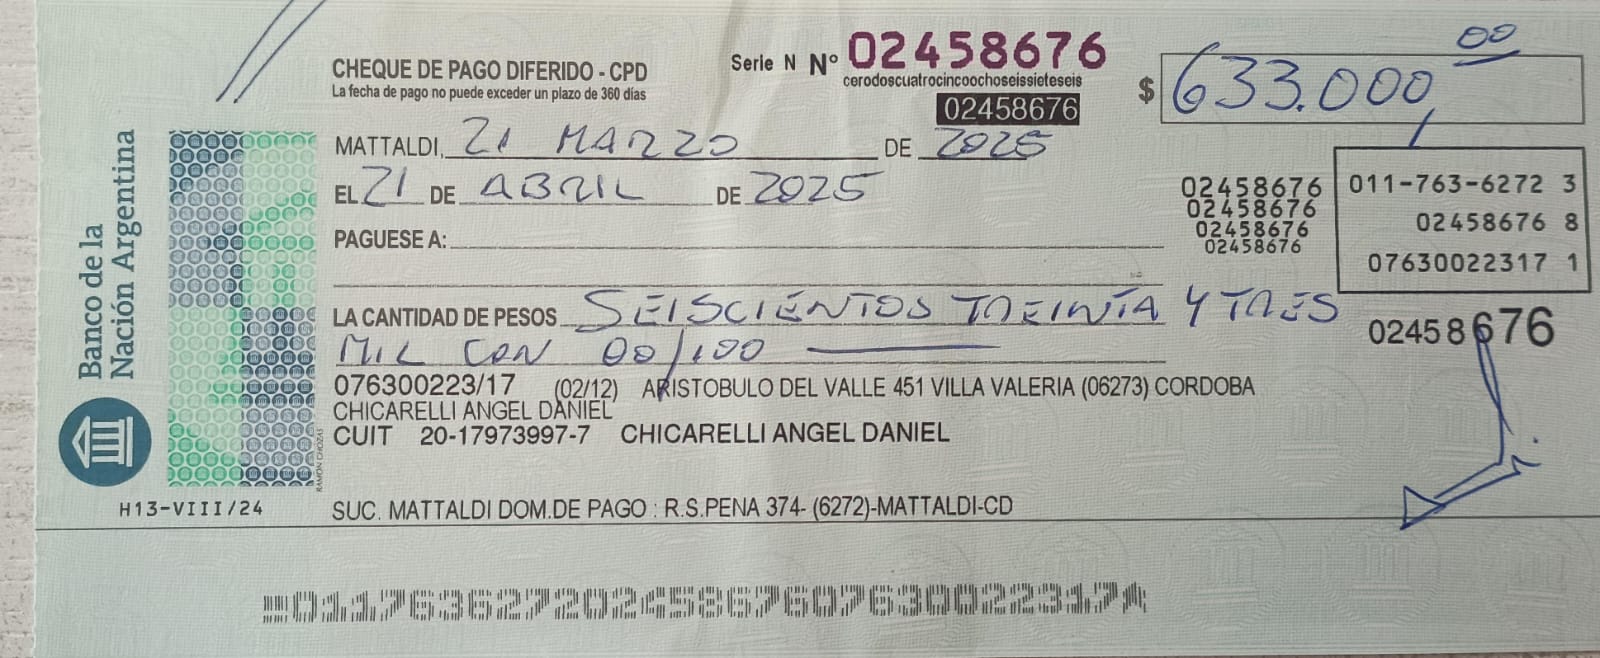 CHEQUE DE PAGO DIFERIDO - CPD
La fecha de pago no puede exceder un plazo de 360 días
Serie N Nº 02458676
cerodoscuatrocincoochoseissieteseis
02458676
$ 633.000,00
MATTALDI, 21 MARZO DE 2025
EL 21 DE ABRIL DE 2025
PAGUESE A:
02458676
02458676
02458676
02458676
011-763-6272 3
02458676 8
07630022317 1
LA CANTIDAD DE PESOS SEISCIENTOS TREINTA Y TRES
MIL CON 00/100
02458676
076300223/17 (02/12) ARISTOBULO DEL VALLE 451 VILLA VALERIA (06273) CORDOBA
CHICARELLI ANGEL DANIEL
CUIT 20-17973997-7 CHICARELLI ANGEL DANIEL
SUC. MATTALDI DOM.DE PAGO : R.S.PENA 374- (6272)-MATTALDI-CD
Banco de la
Nación Argentina
H13-VIII/24
RAMÓN CHOZAS
01176362720245867607630022317